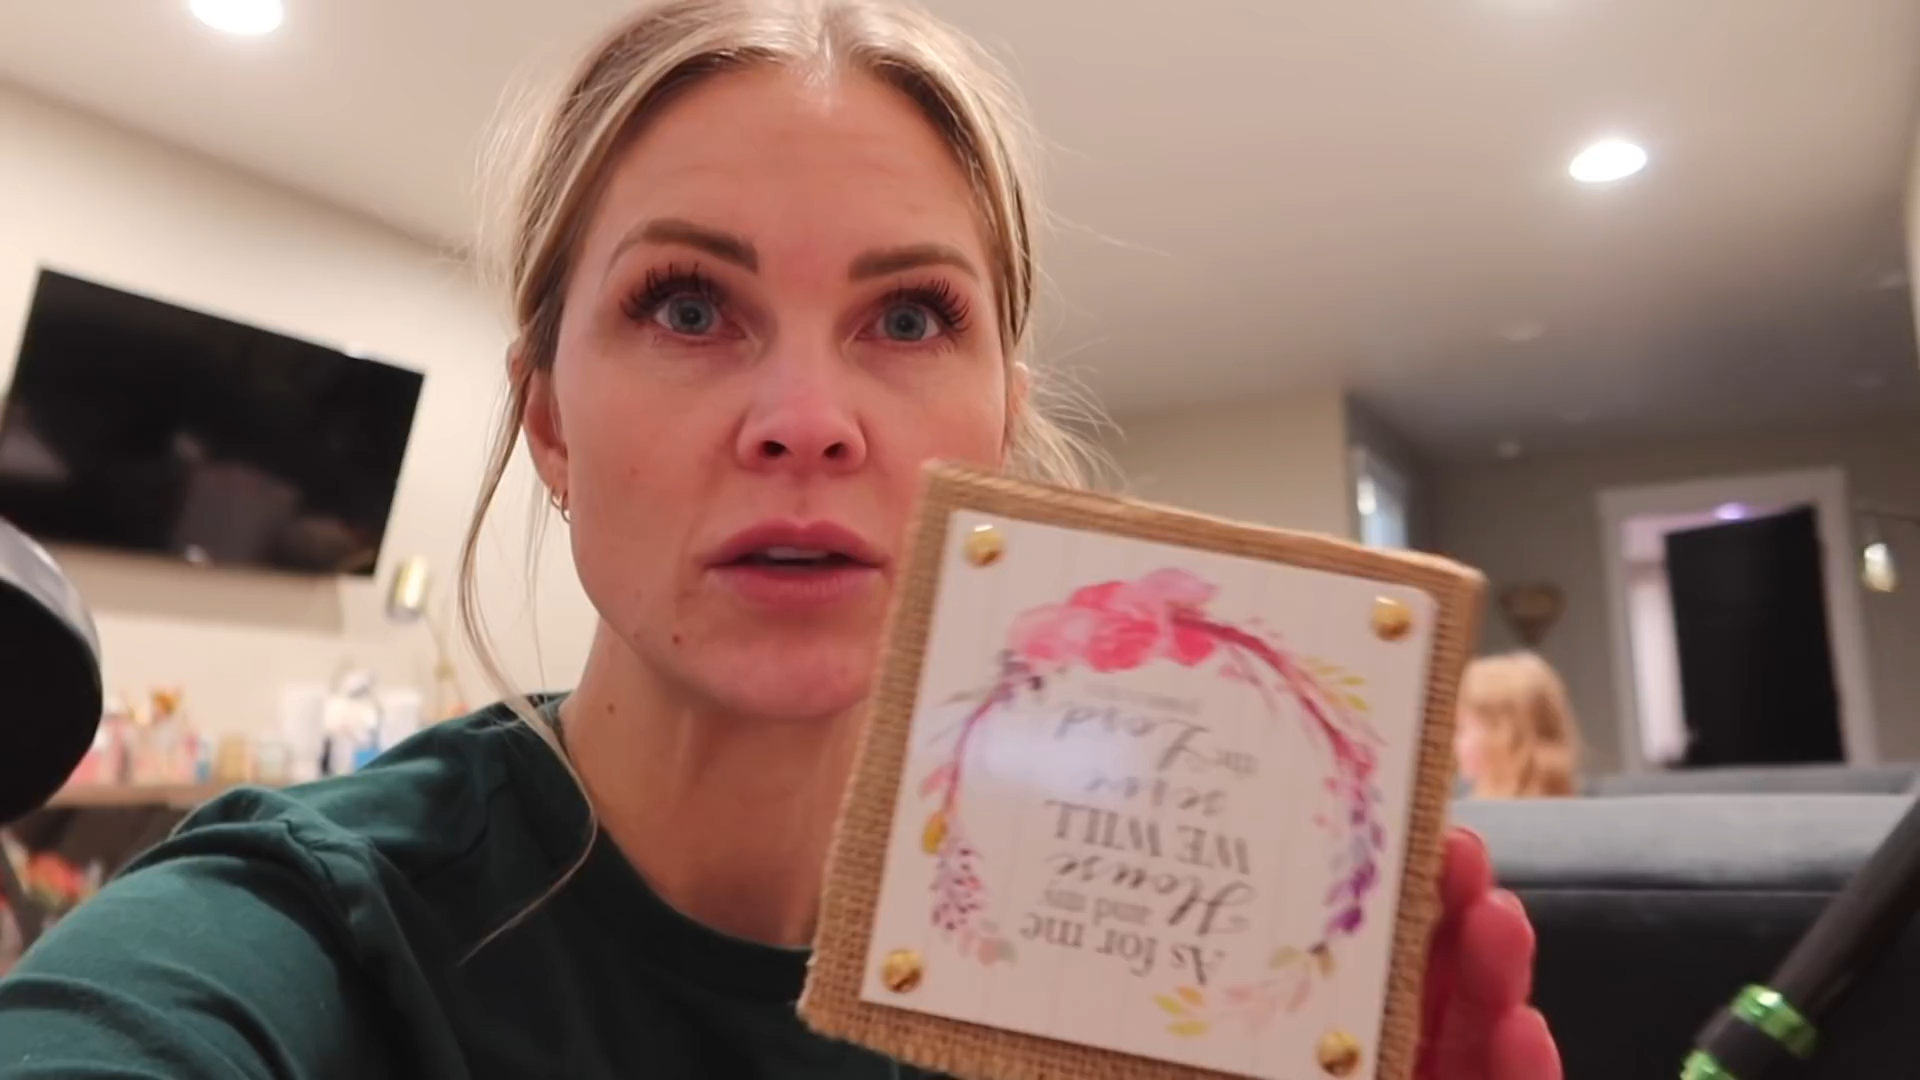 As for me
and my
House
WE WILL
serve
the Lord